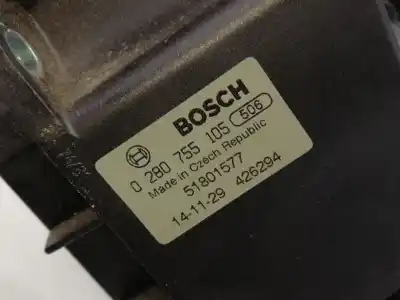 BOSCH
0 280 755 105 506
Made in Czech Republic
51801577
14-11-29 426294